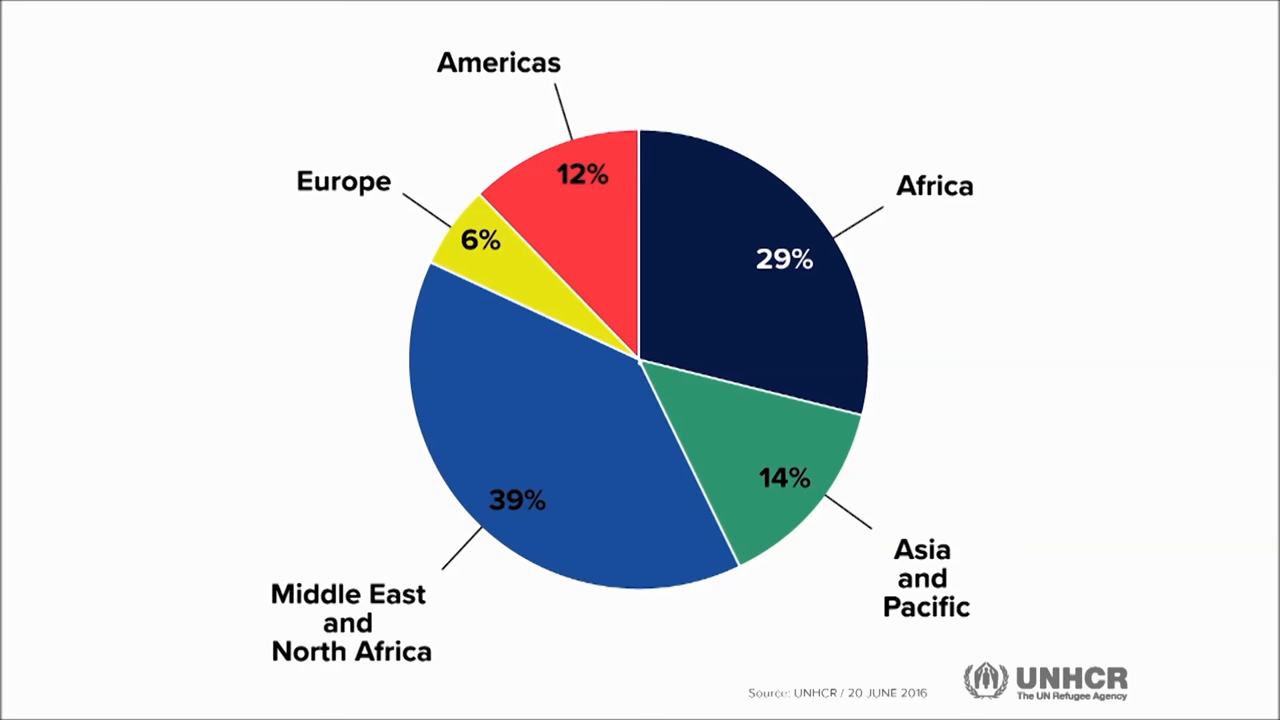 Americas
12%
Europe
6%
Africa
29%
14%
Asia
and
Pacific
39%
Middle East
and
North Africa
Source: UNHCR / 20 JUNE 2016
UNHCR
The UN Refugee Agency